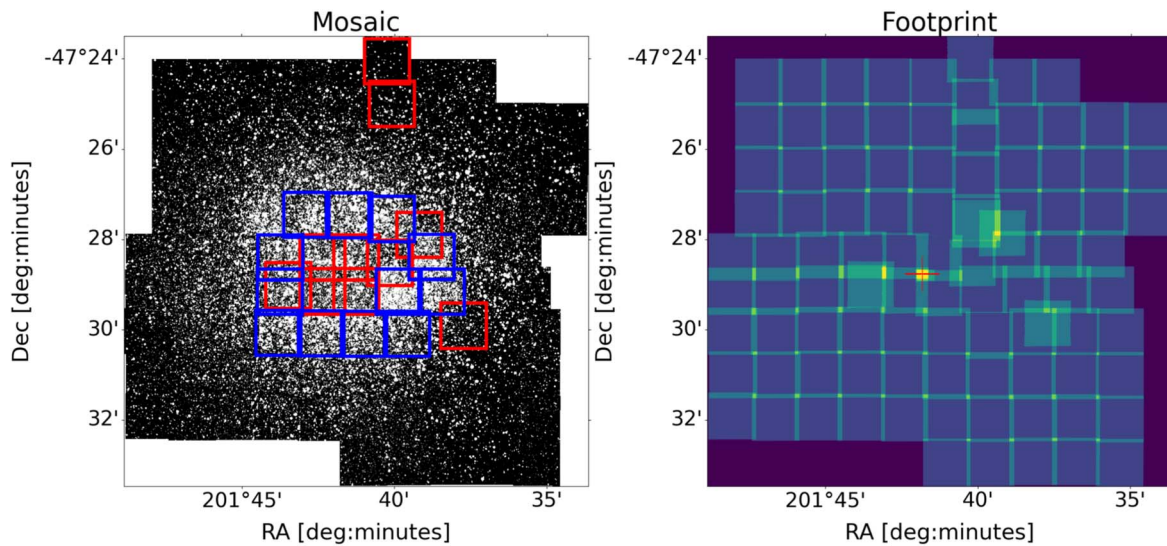 Mosaic
-47°24'
26'
28'
30'
32'
Dec [deg:minutes]
201°45'
40'
35'
RA [deg:minutes]
Footprint
-47°24'
26'
28'
30'
32'
Dec [deg:minutes]
201°45'
40'
35'
RA [deg:minutes]